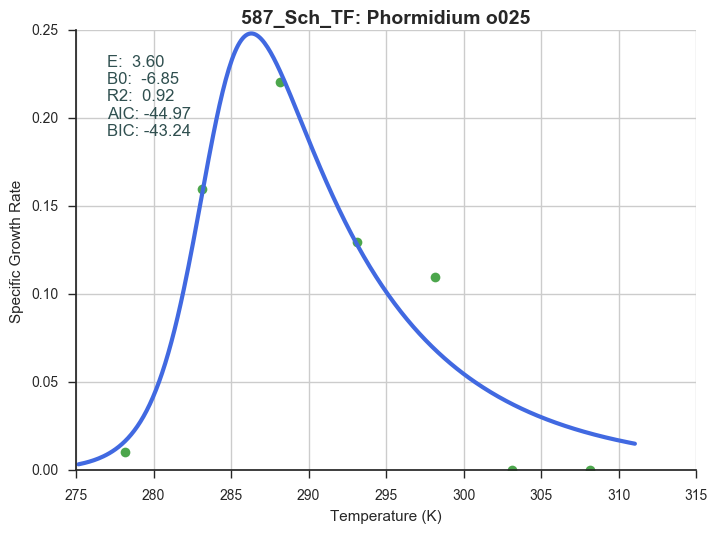 587_Sch_TF: Phormidium o025
E: 3.60
B0: -6.85
R2: 0.92
AIC: -44.97
BIC: -43.24
Specific Growth Rate
0.25
0.20
0.15
0.10
0.05
0.00
275 280 285 290 295 300 305 310 315
Temperature (K)